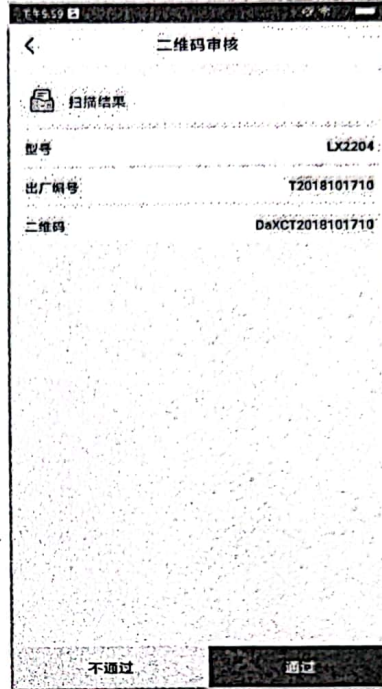 下午5:59
二维码审核
扫描结果
型号 LX2204
出厂编号 T2018101710
二维码 DaXCT2018101710
不通过 通过